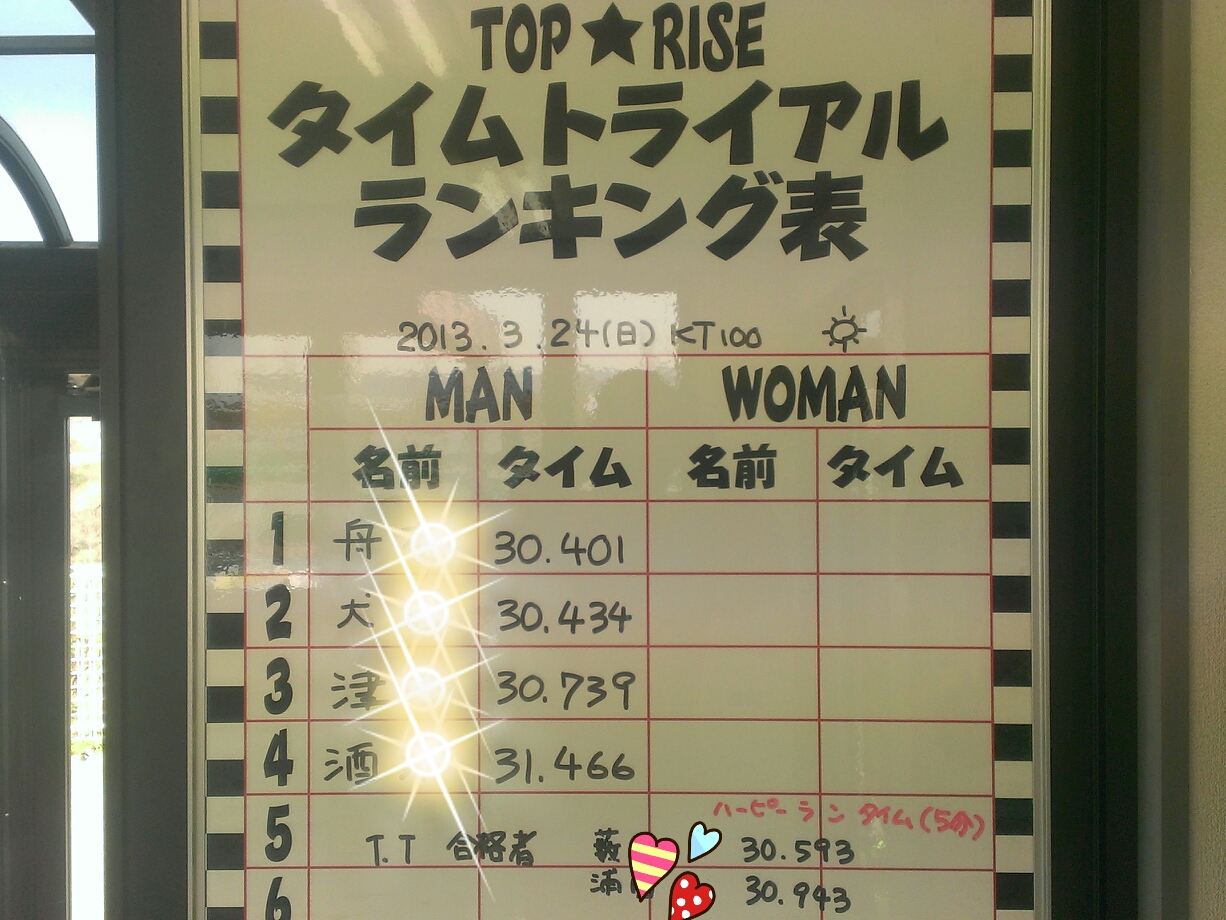 TOP★RISE
タイムトライアル
ランキング表
2013.3.24(日) KT100
MAN WOMAN
名前 タイム 名前 タイム
1 舟 30.401
2 犬 30.434
3 津 30.739
4 酒 31.466
ハーピーランタイム(5分)
5 T.T 合格者 薮 30.593
6 浦 30.943